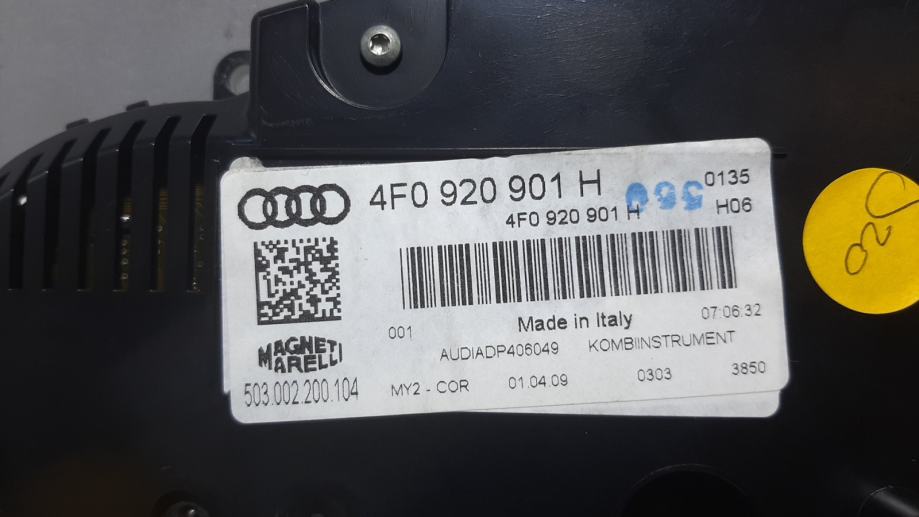 4F0 920 901 H 0135
4F0 920 901 H H06
001 Made in Italy 07:06:32
AUDIADP406049 KOMBIINSTRUMENT
MAGNETI MARELLI
503.002.200.104 MY2 - COR 01.04.09 0303 3850